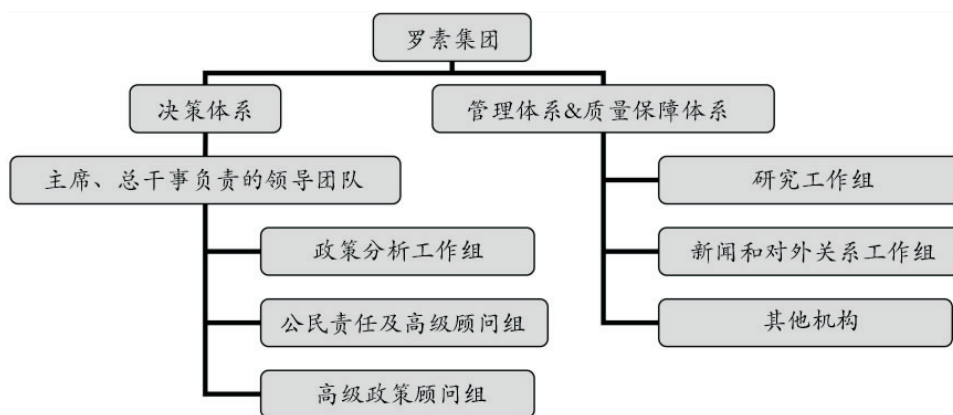 罗素集团
决策体系
管理体系&质量保障体系
主席、总干事负责的领导团队
研究工作组
政策分析工作组
新闻和对外关系工作组
公民责任及高级顾问组
其他机构
高级政策顾问组